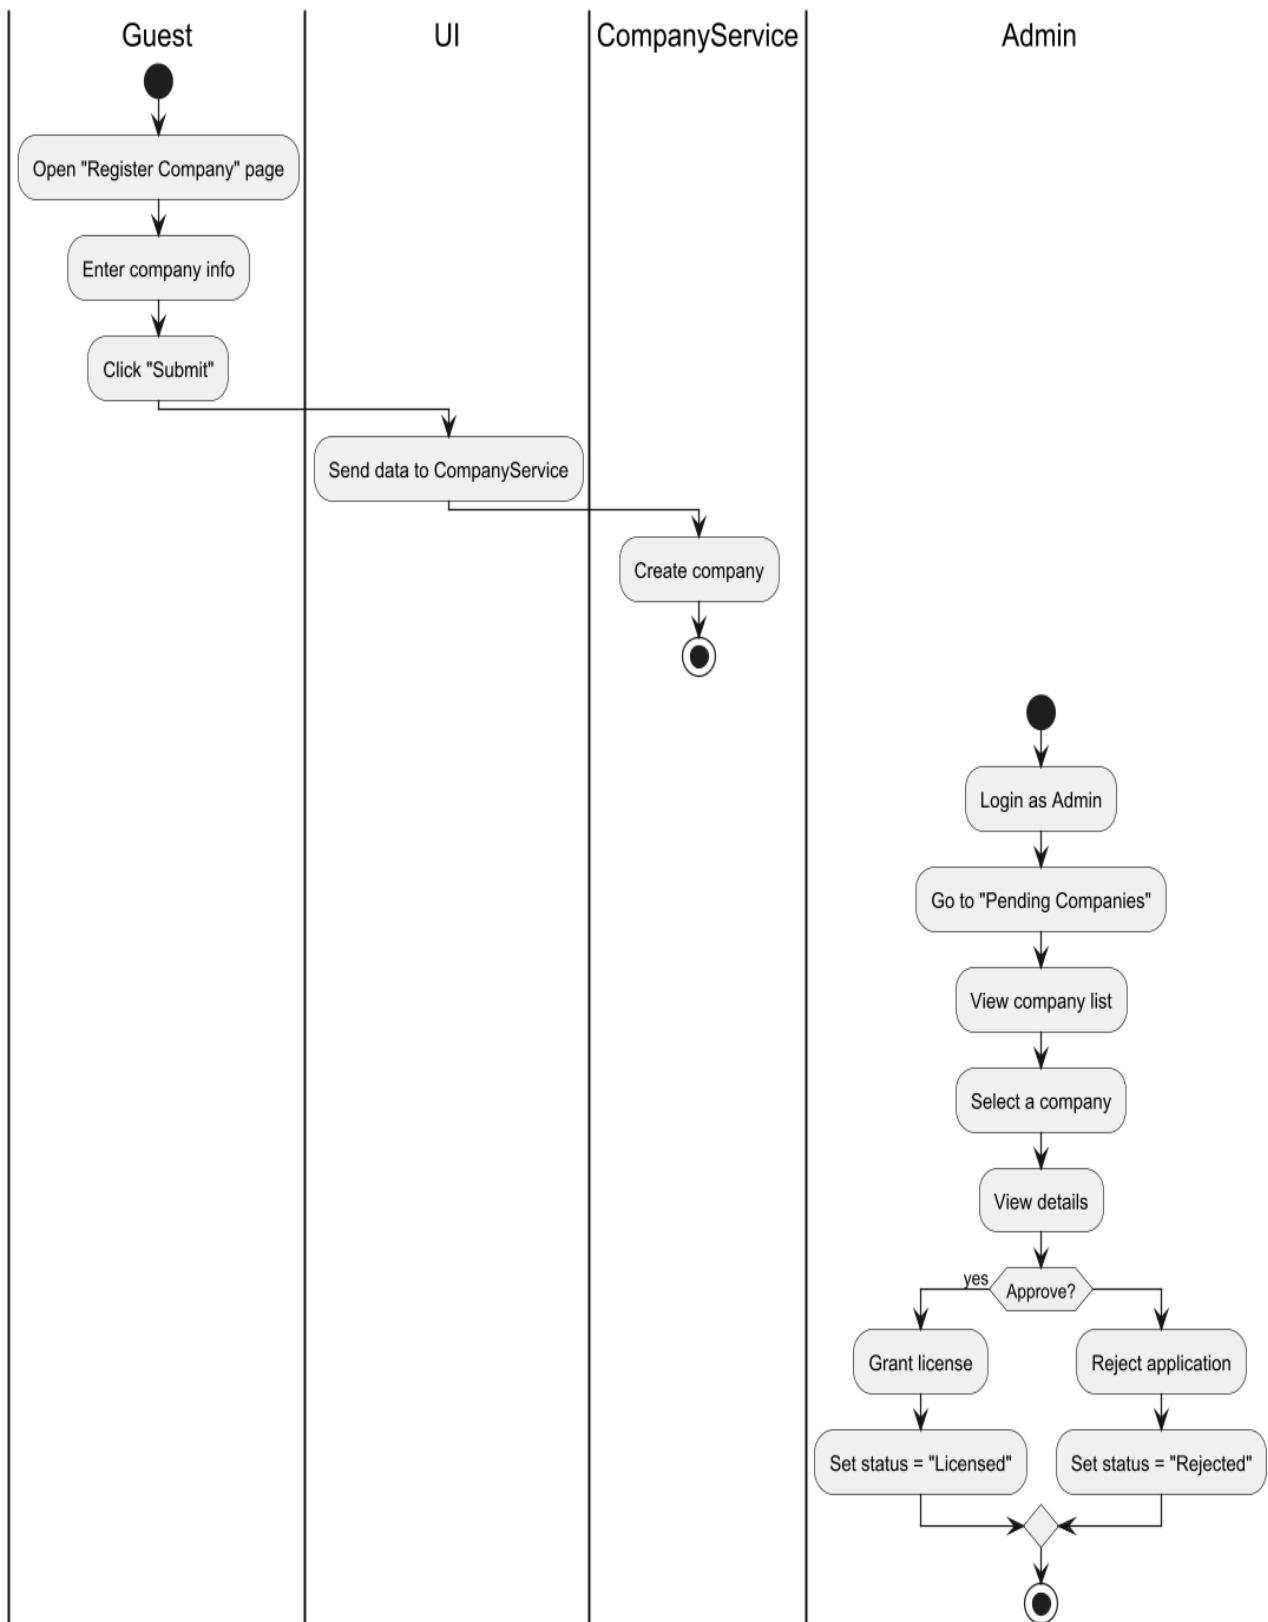 Guest
UI
CompanyService
Admin
Open "Register Company" page
Enter company info
Click "Submit"
Send data to CompanyService
Create company
Login as Admin
Go to "Pending Companies"
View company list
Select a company
View details
yes
Approve?
Grant license
Reject application
Set status = "Licensed"
Set status = "Rejected"